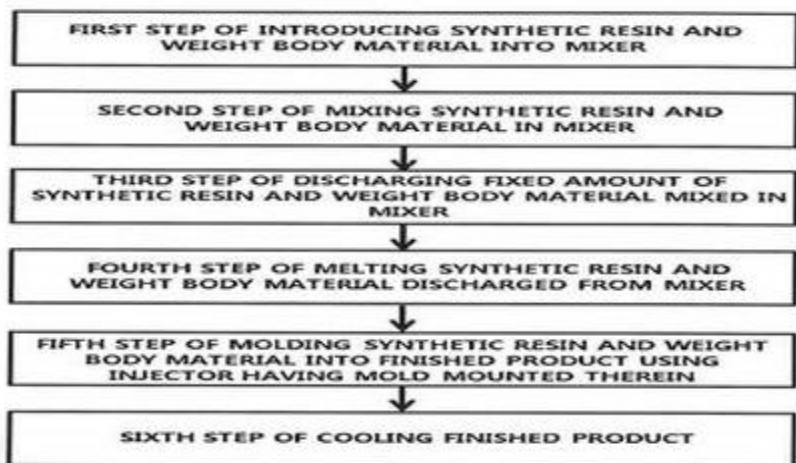 FIRST STEP OF INTRODUCING SYNTHETIC RESIN AND
WEIGHT BODY MATERIAL INTO MIXER
SECOND STEP OF MIXING SYNTHETIC RESIN AND
WEIGHT BODY MATERIAL IN MIXER
THIRD STEP OF DISCHARGING FIXED AMOUNT OF
SYNTHETIC RESIN AND WEIGHT BODY MATERIAL MIXED IN
MIXER
FOURTH STEP OF MELTING SYNTHETIC RESIN AND
WEIGHT BODY MATERIAL DISCHARGED FROM MIXER
FIFTH STEP OF MOLDING SYNTHETIC RESIN AND WEIGHT
BODY MATERIAL INTO FINISHED PRODUCT USING
INJECTOR HAVING MOLD MOUNTED THEREIN
SIXTH STEP OF COOLING FINISHED PRODUCT